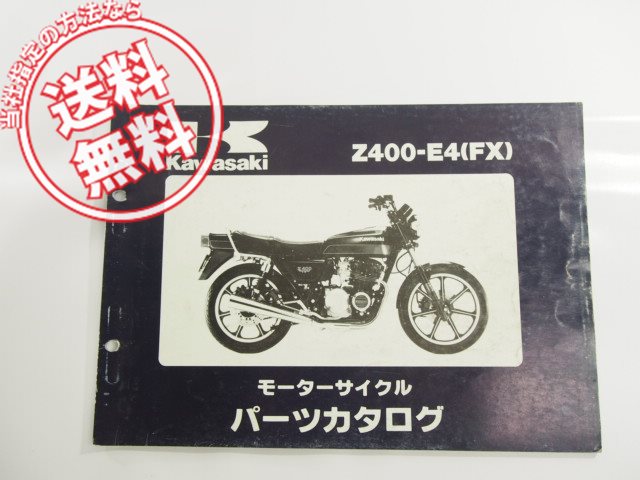 当社指定の方法なら
送料
無料
Kawasaki
Z400-E4(FX)
Kawasaki
モーターサイクル
パーツカタログ